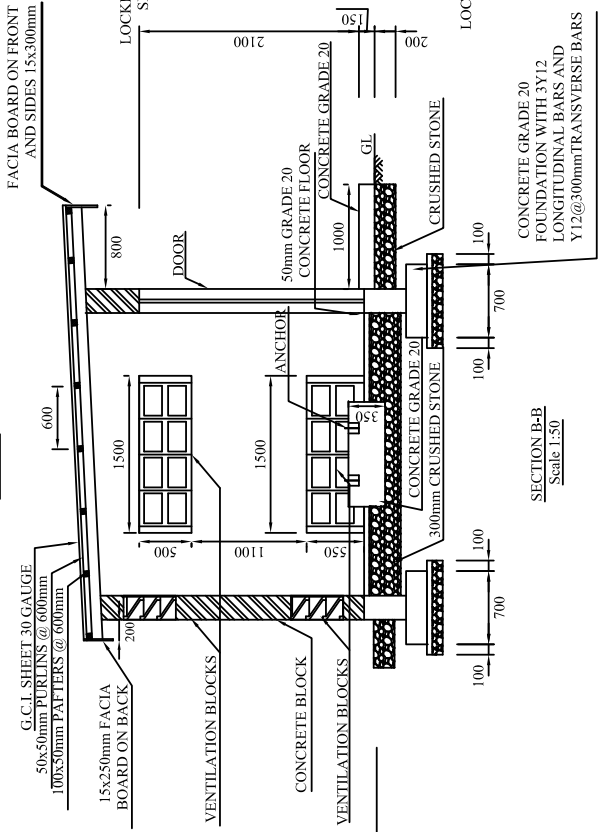 FACIA BOARD ON FRONT
AND SIDES 15x300mm
G.C.I. SHEET 30 GAUGE
50x50mm PURLINS @ 600mm
100x50mm PAFTERS @ 600mm
15x250mm FACIA
BOARD ON BACK
200
600
800
LOCKI
S
2100
150
200
LOCK
DOOR
VENTILATION BLOCKS
CONCRETE BLOCK
VENTILATION BLOCKS
1500
500
1100
1500
550
ANCHOR
350
50mm GRADE 20
CONCRETE FLOOR
CONCRETE GRADE 20
1000
GL
CRUSHED STONE
CONCRETE GRADE 20
300mm CRUSHED STONE
CONCRETE GRADE 20
FOUNDATION WITH 3Y12
LONGITUDINAL BARS AND
Y12@300mmTRANSVERSE BARS
100
700
100
100
700
100
SECTION B-B
Scale 1:50